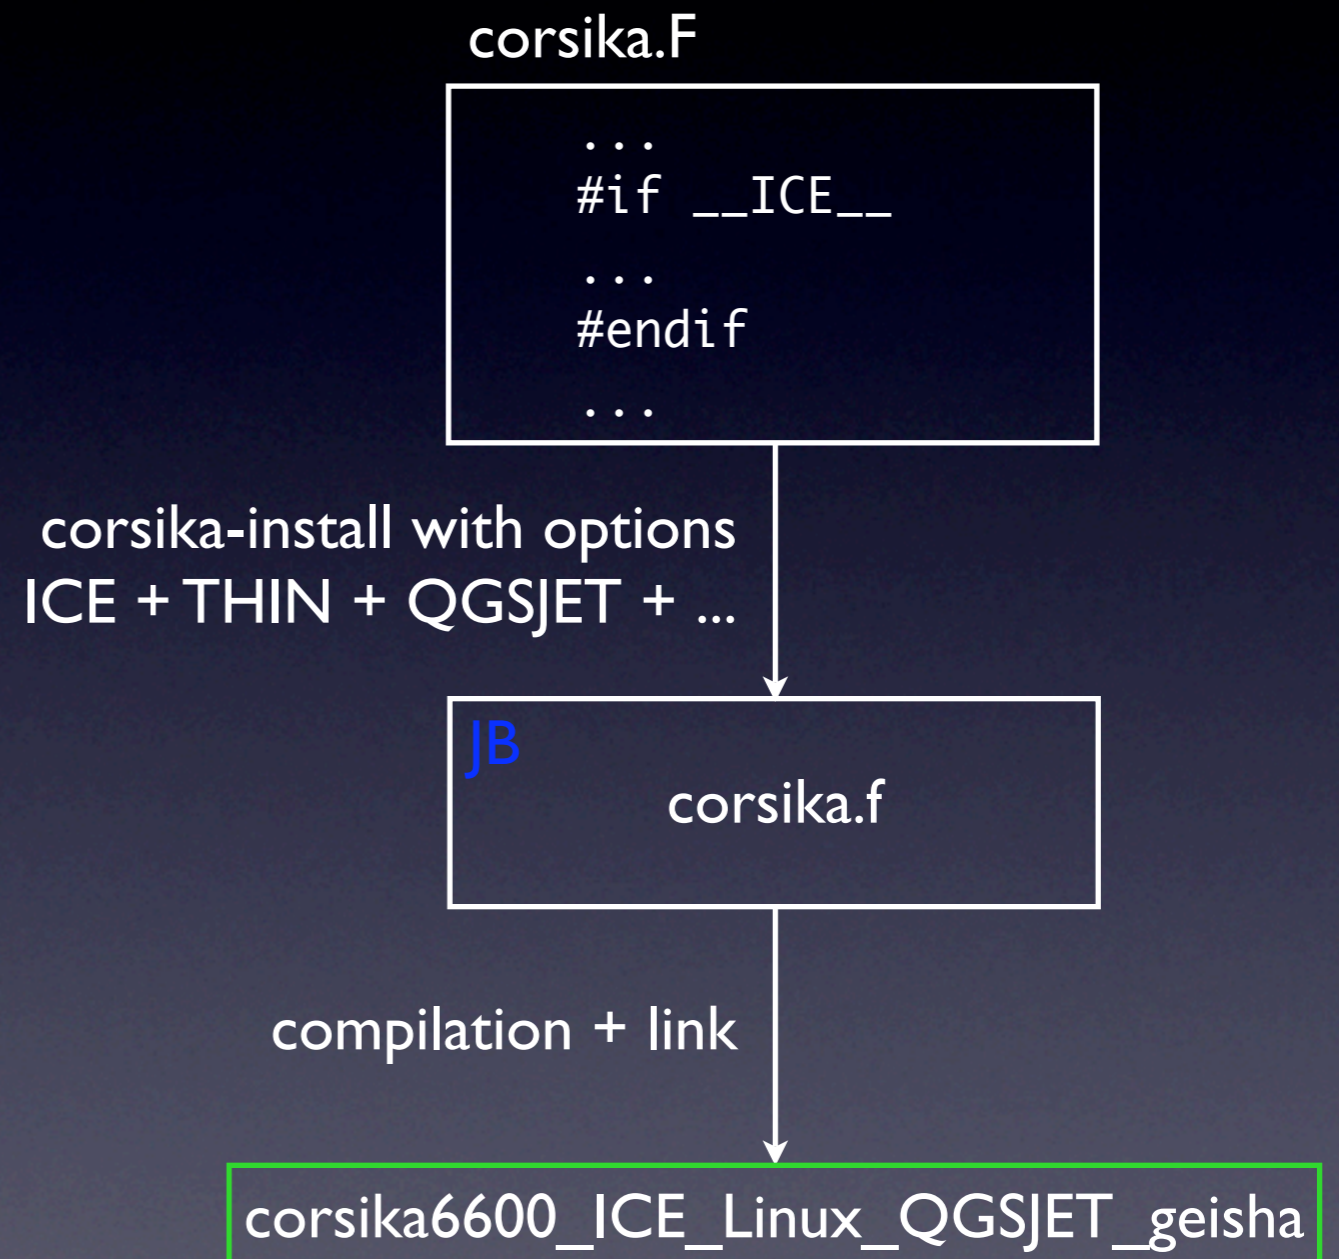 corsika.F
...
#if __ICE__
...
#endif
...
corsika-install with options
ICE + THIN + QGSJET + ...
JB
corsika.f
compilation + link
corsika6600_ICE_Linux_QGSJET_geisha